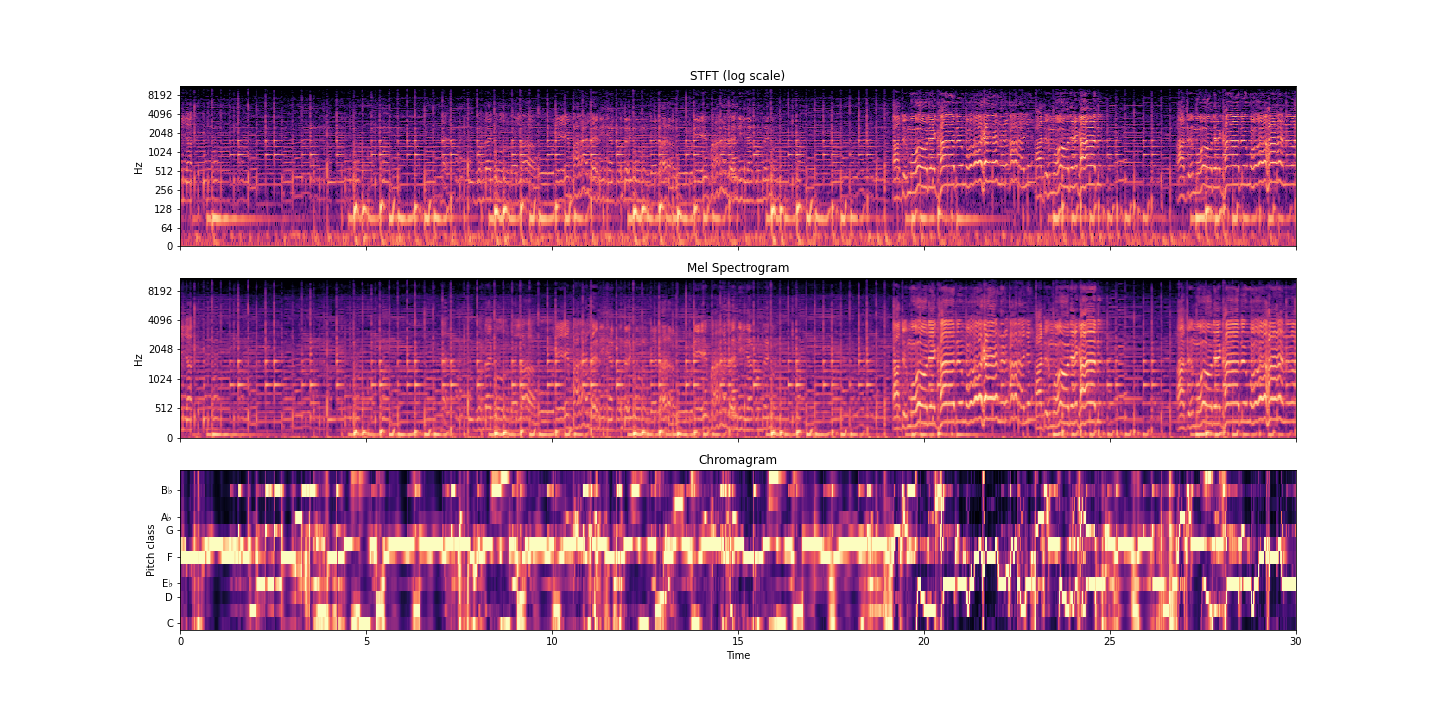 STFT (log scale)
8192
4096
2048
1024
512
256
128
64
0
Hz
Mel Spectrogram
8192
4096
2048
1024
512
0
Hz
Chromagram
B♭
A♭
G
F
E♭
D
C
Pitch class
0 5 10 15 20 25 30
Time